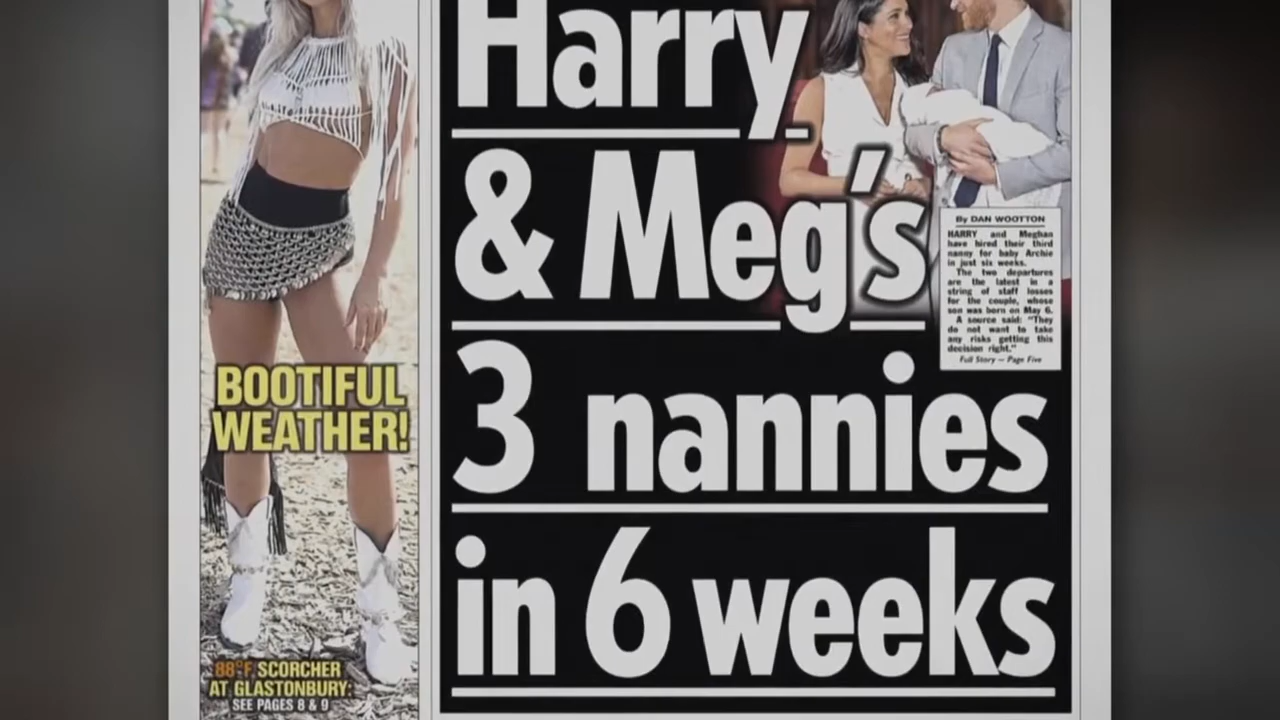 Harry
& Meg's
3 nannies
in 6 weeks
By DAN WOOTTON
HARRY and Meghan
have hired their third
nanny for baby Archie
in just six weeks.
The two departures
are the latest in a
string of staff losses
for the couple, whose
son was born on May 6.
A source said: "They
do not want to take
any risks getting this
decision right."
Full Story — Page Five
BOOTIFUL
WEATHER!
88°F SCORCHER
AT GLASTONBURY:
SEE PAGES 8 & 9